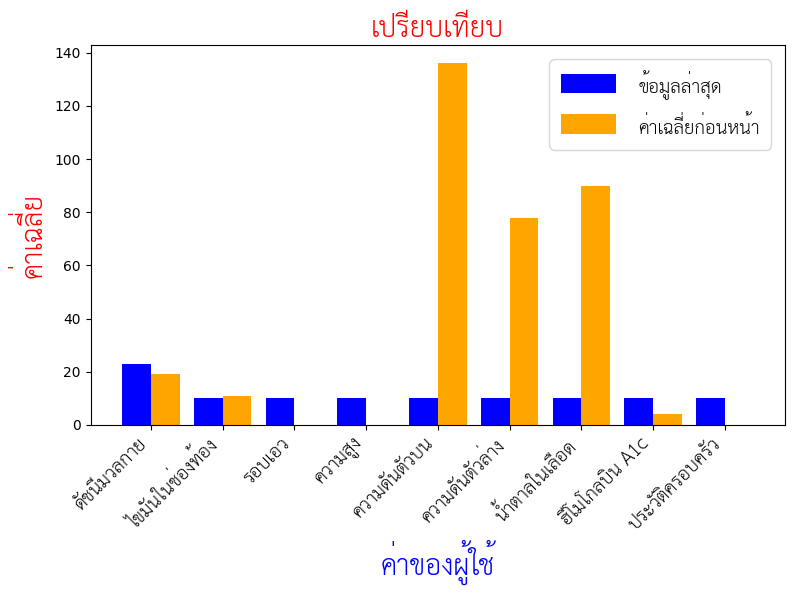 เปรียบเทียบ
ข้อมูลล่าสุด
ค่าเฉลี่ยก่อนหน้า
ค่าเฉลี่ย
140
120
100
80
60
40
20
0
ดัชนีมวลกาย
ไขมันในช่องท้อง
รอบเอว
ความสูง
ความดันตัวบน
ความดันตัวล่าง
น้ำตาลในเลือด
ฮีโมโกลบิน A1c
ประวัติครอบครัว
ค่าของผู้ใช้